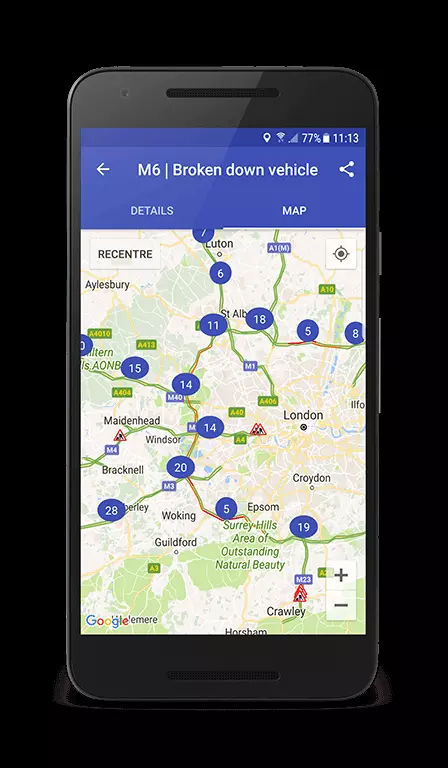 77% 11:13
M6 | Broken down vehicle
DETAILS MAP
7
Luton
RECENTRE
A1(M)
6
Aylesbury
A10
St Alb
11
18
5
8
A4010
A413
0
ltern
ls AONB
15
M1
14
A404
M40
A406
Ilfo
A40
London
Maidenhead
14
A4
Windsor
M4
Bracknell
20
Croydon
M3
28
berley
5
Epsom
Woking
19
Surrey Hills
Area of
Outstanding
Natural Beauty
Guildford
A3
M23
+
−
Crawley
Google
lemere
Horsham